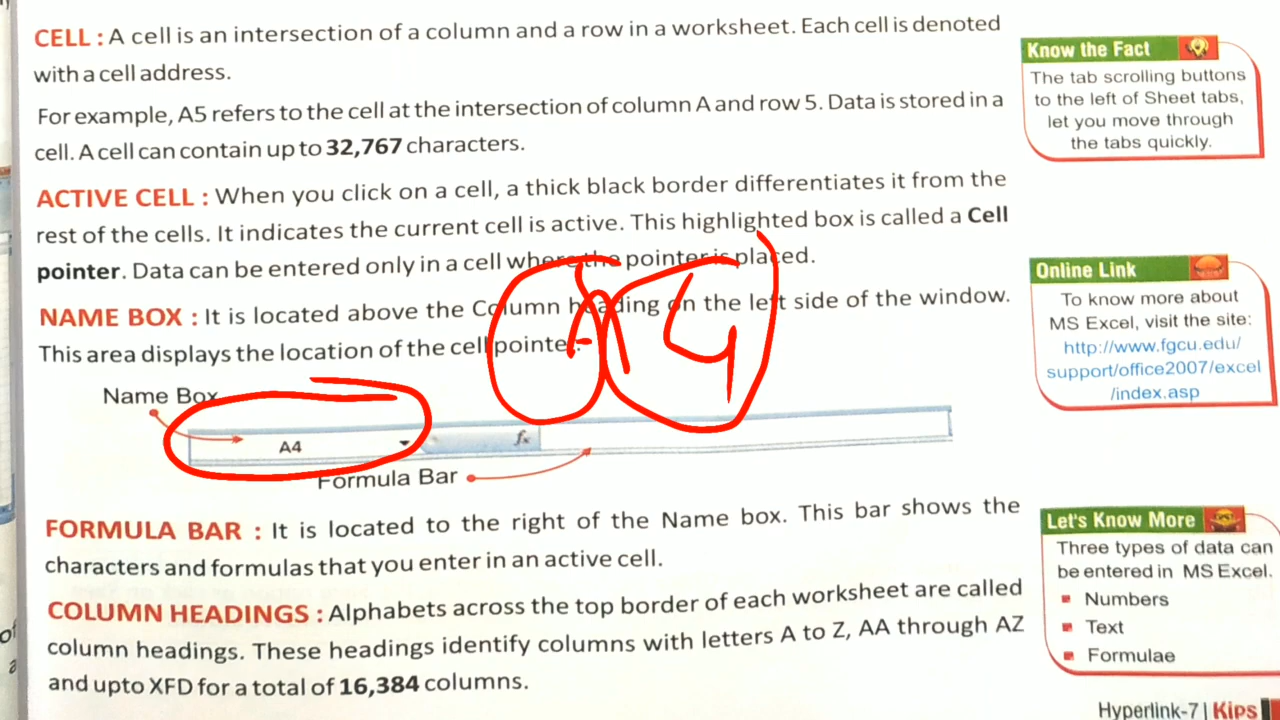 CELL : A cell is an intersection of a column and a row in a worksheet. Each cell is denoted
with a cell address.
For example, A5 refers to the cell at the intersection of column A and row 5. Data is stored in a
cell. A cell can contain up to 32,767 characters.
ACTIVE CELL : When you click on a cell, a thick black border differentiates it from the
rest of the cells. It indicates the current cell is active. This highlighted box is called a Cell
pointer. Data can be entered only in a cell where the pointer is placed.
NAME BOX : It is located above the Column heading on the left side of the window.
This area displays the location of the cell pointer.
A 4
Name Box
A4
fx
Formula Bar
FORMULA BAR : It is located to the right of the Name box. This bar shows the
characters and formulas that you enter in an active cell.
COLUMN HEADINGS : Alphabets across the top border of each worksheet are called
column headings. These headings identify columns with letters A to Z, AA through AZ
and upto XFD for a total of 16,384 columns.
Know the Fact
The tab scrolling buttons
to the left of Sheet tabs,
let you move through
the tabs quickly.
Online Link
To know more about
MS Excel, visit the site:
http://www.fgcu.edu/
support/office2007/excel
/index.asp
Let's Know More
Three types of data can
be entered in MS Excel.
Numbers
Text
Formulae
Hyperlink-7 | Kips